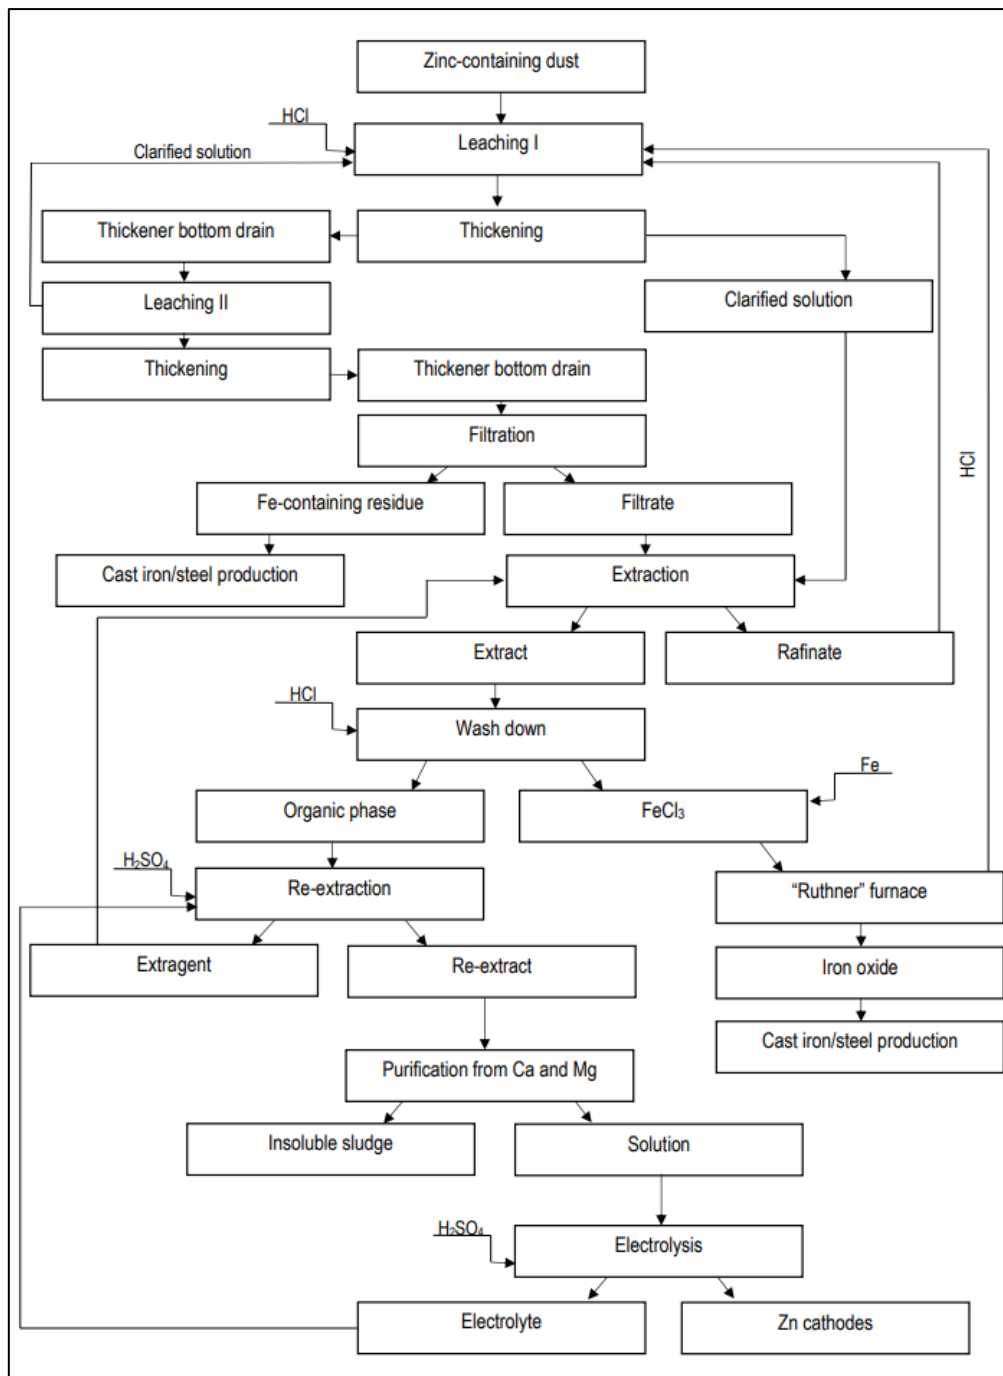 Zinc-containing dust
HCl
Leaching I
Clarified solution
Thickener bottom drain
Thickening
Leaching II
Clarified solution
Thickening
Thickener bottom drain
Filtration
HCl
Fe-containing residue
Filtrate
Cast iron/steel production
Extraction
Extract
Rafinate
HCl
Wash down
Fe
Organic phase
FeCl₃
H₂SO₄
Re-extraction
“Ruthner” furnace
Extragent
Re-extract
Iron oxide
Cast iron/steel production
Purification from Ca and Mg
Insoluble sludge
Solution
H₂SO₄
Electrolysis
Electrolyte
Zn cathodes